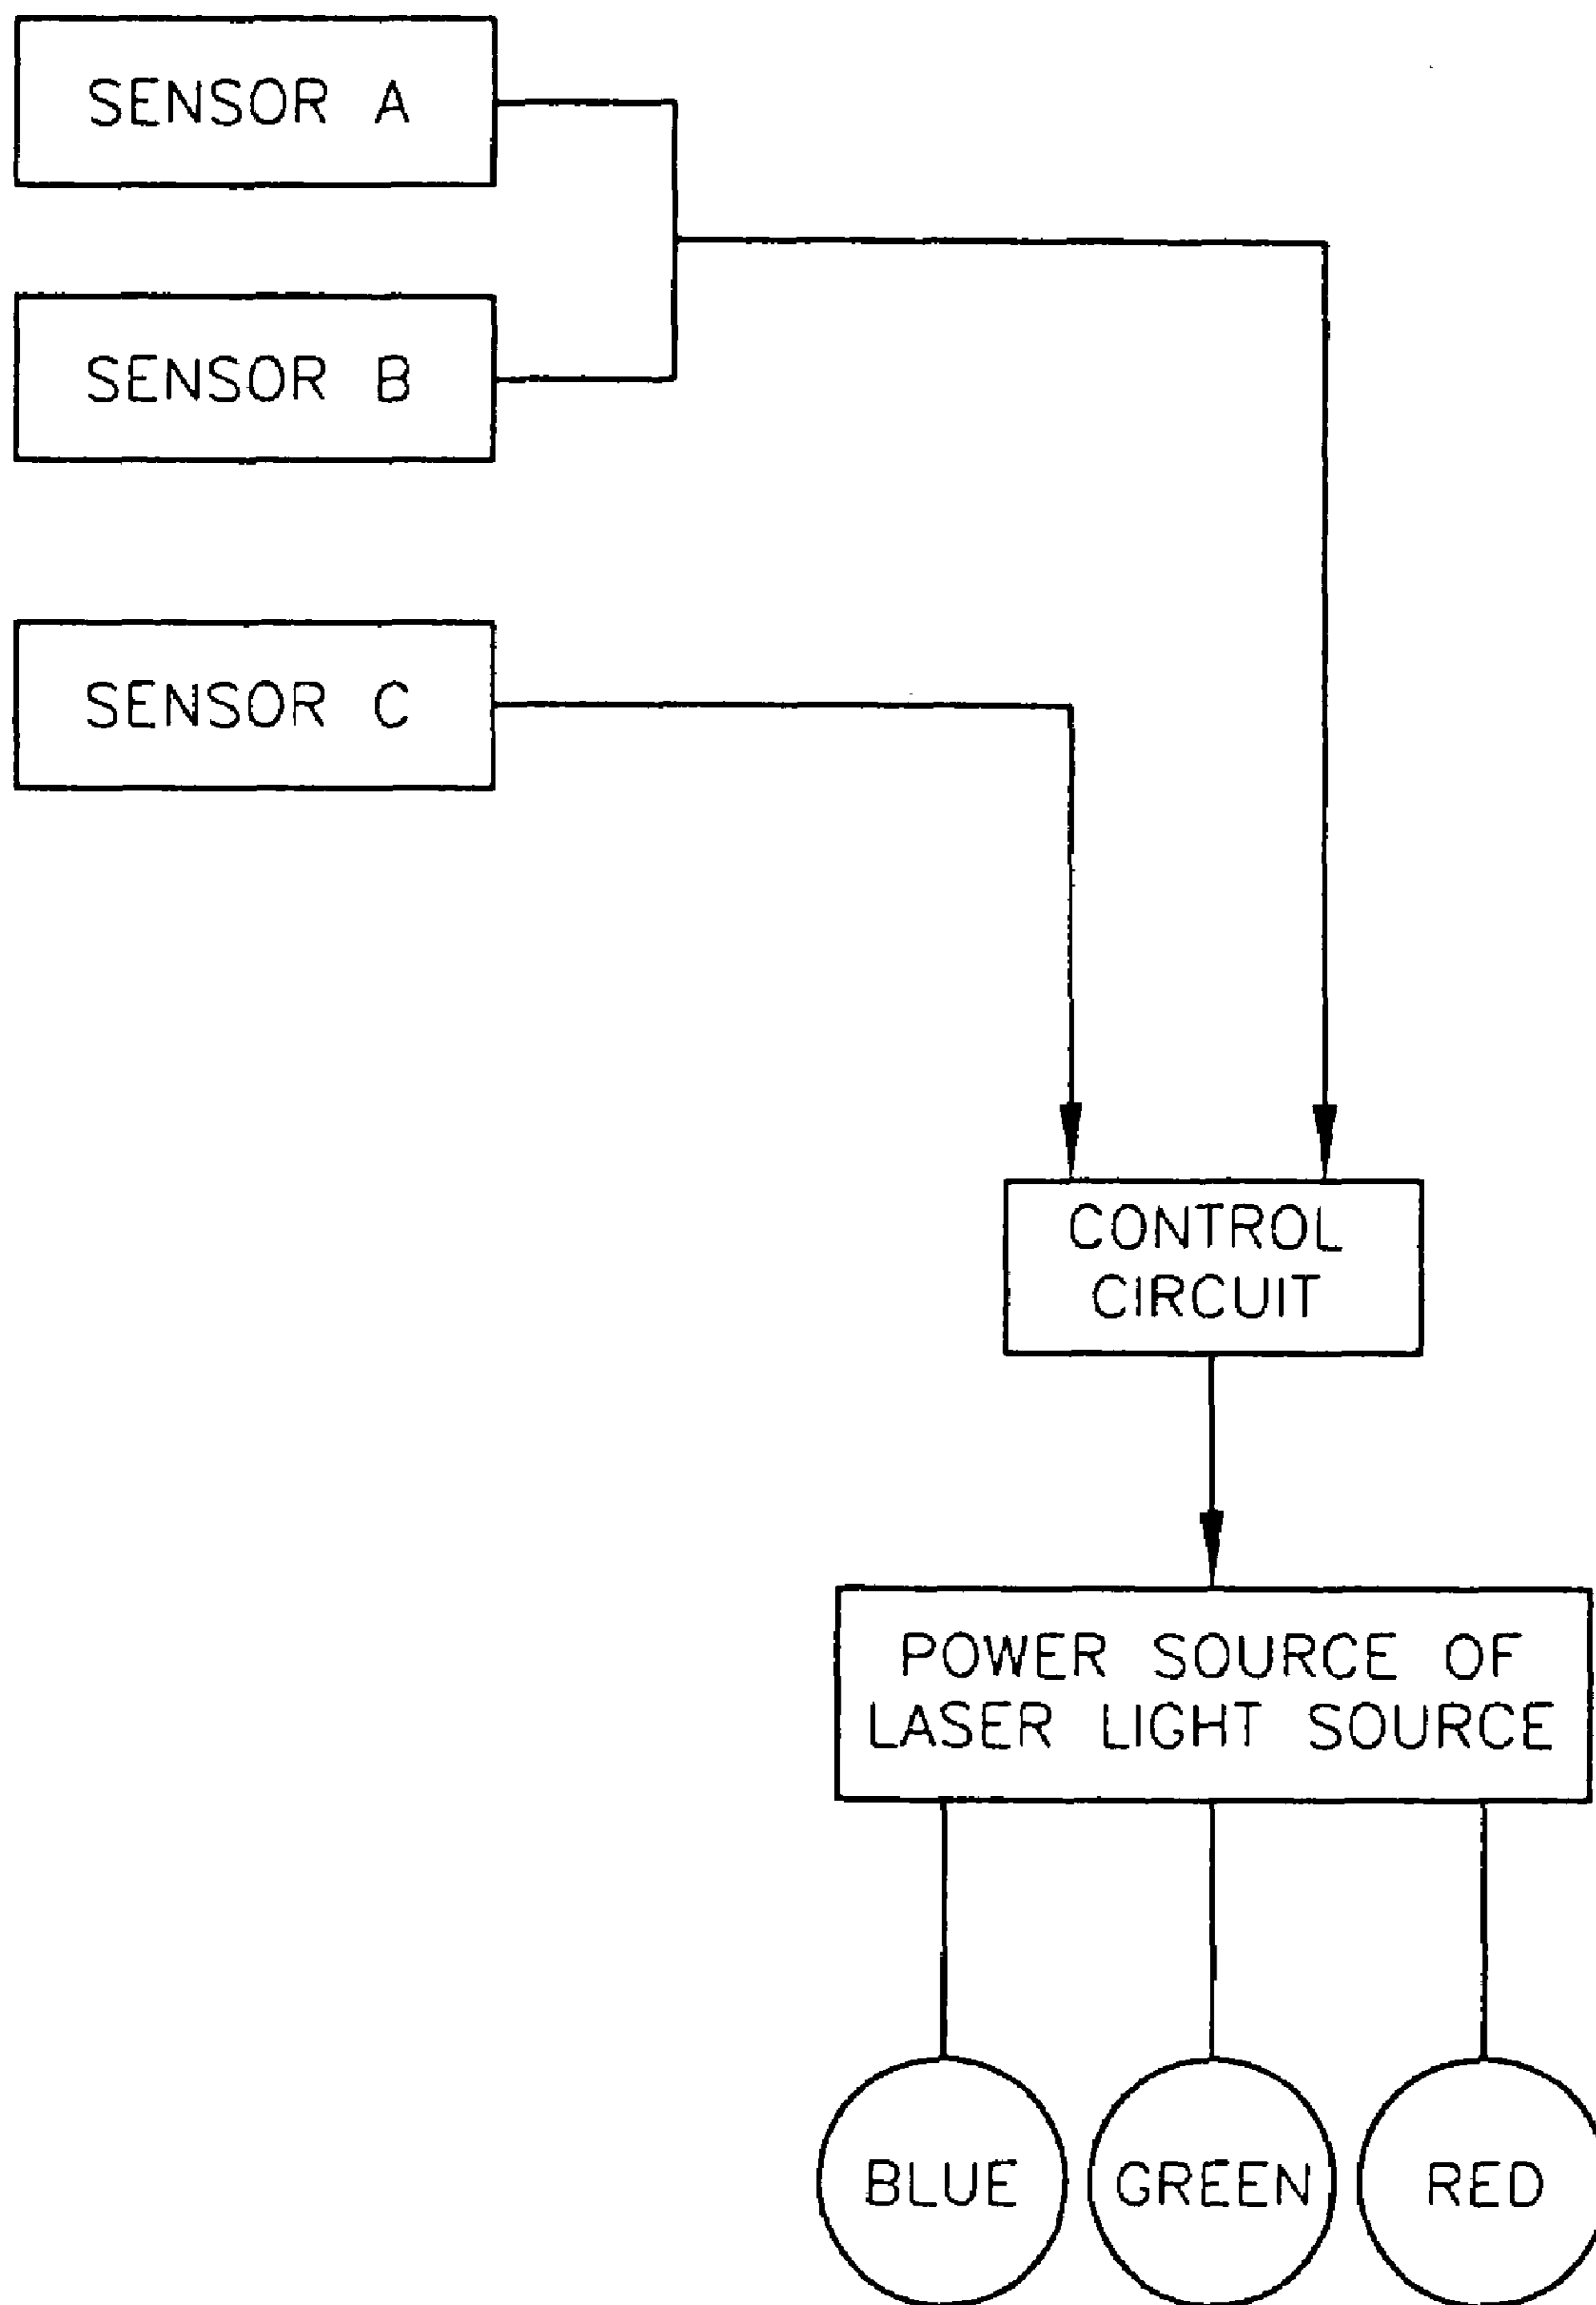 SENSOR A
SENSOR B
SENSOR C
CONTROL
CIRCUIT
POWER SOURCE OF
LASER LIGHT SOURCE
BLUE
GREEN
RED